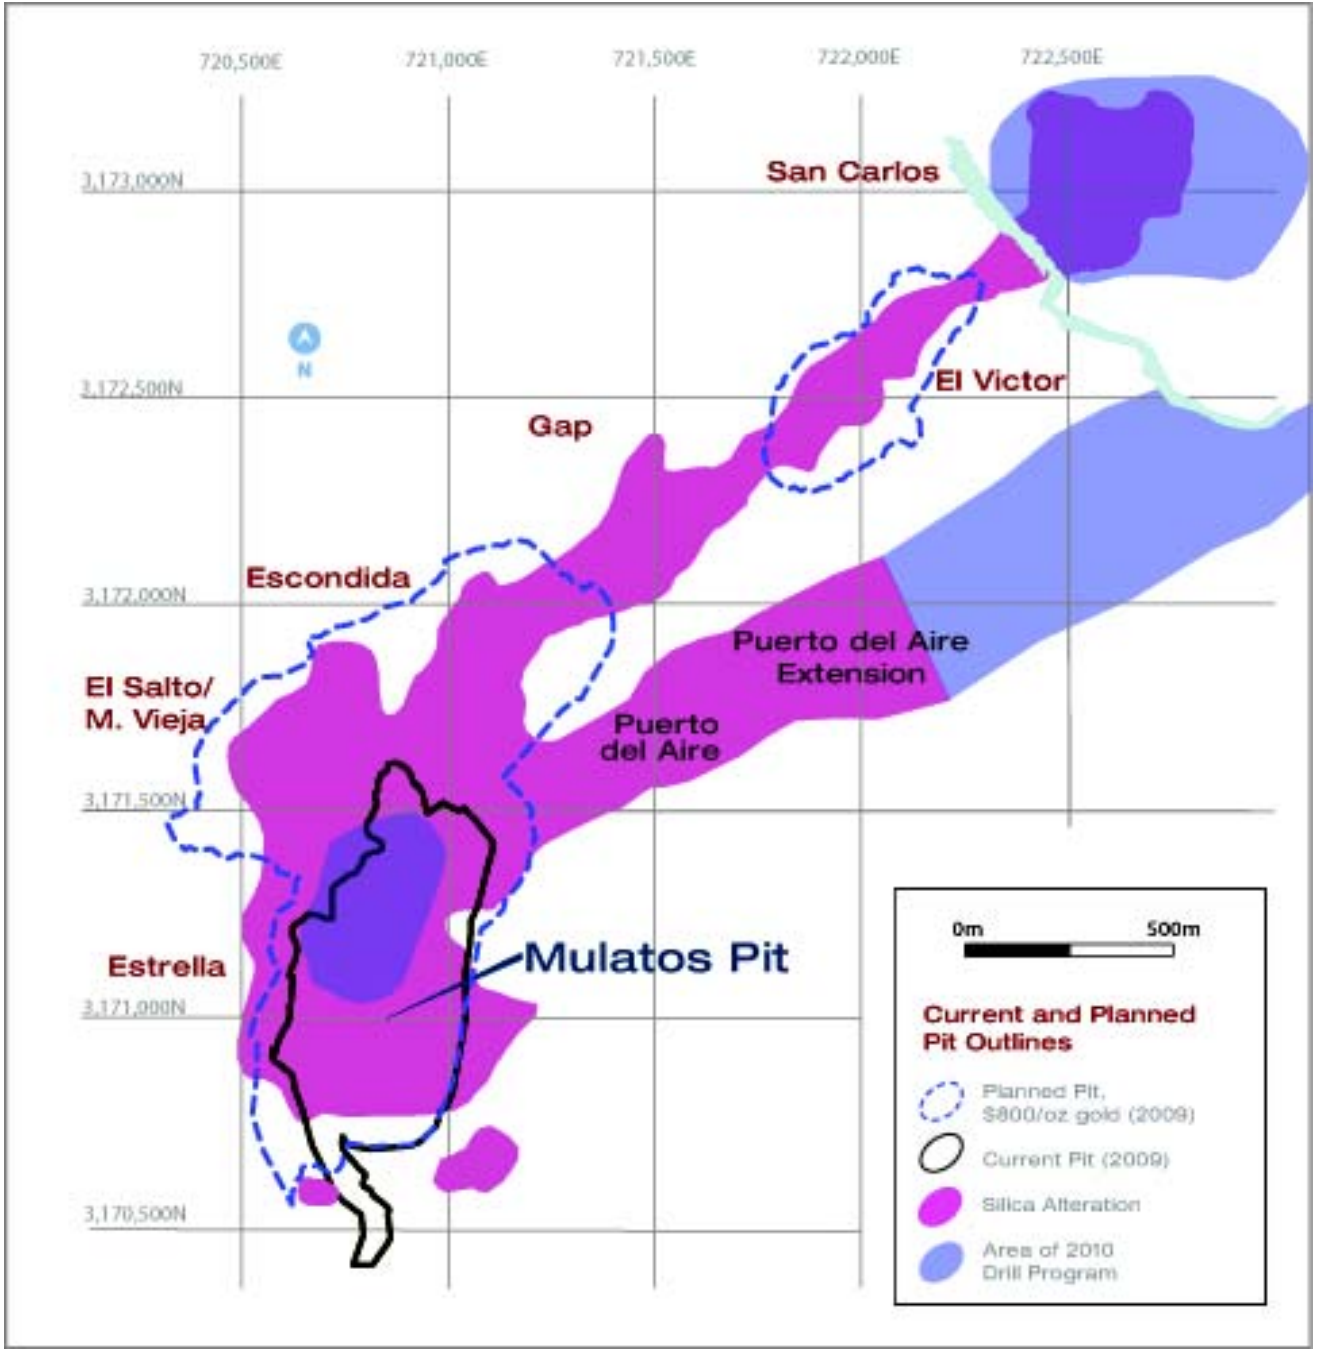 720,500E 721,000E 721,500E 722,000E 722,500E
San Carlos
3,173,000N
N
El Victor
3,172,500N
Gap
Escondida
3,172,000N
Puerto del Aire
Extension
El Salto/
M. Vieja
Puerto
del Aire
3,171,500N
Mulatos Pit
Estrella
3,171,000N
3,170,500N
0m 500m
Current and Planned
Pit Outlines
Planned Pit,
$800/oz gold (2009)
Current Pit (2009)
Silica Alteration
Area of 2010
Drill Program